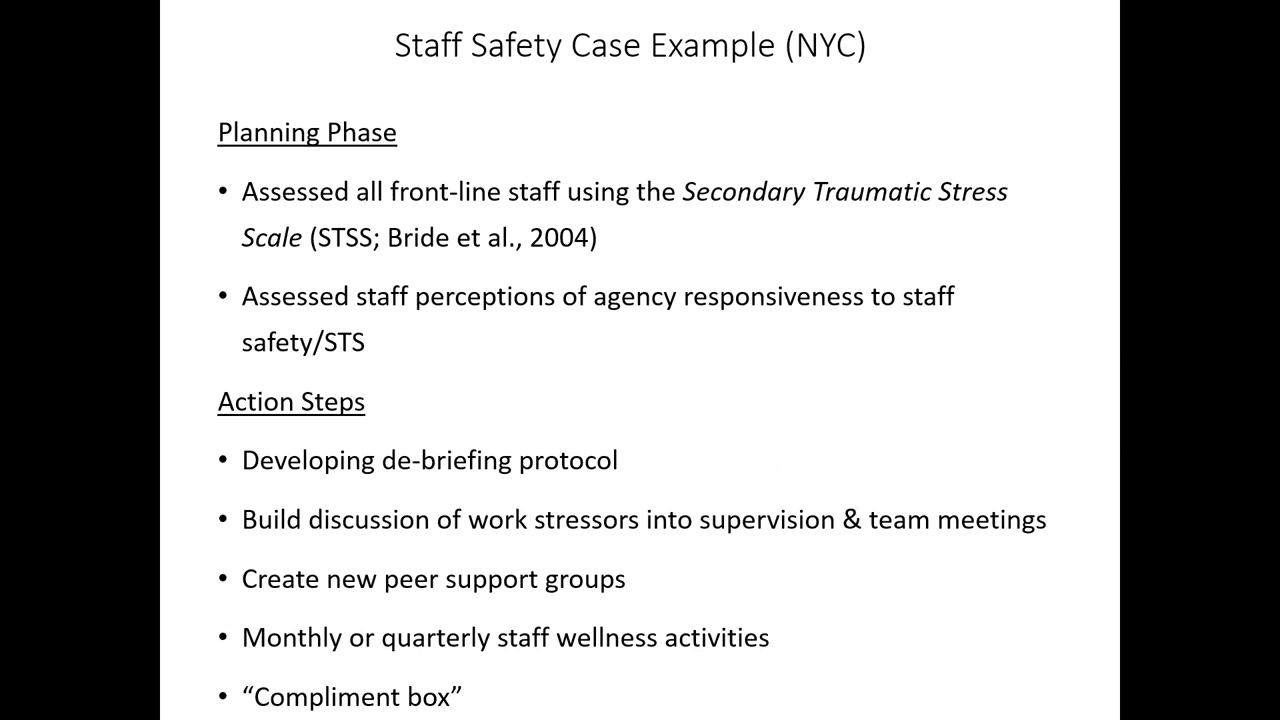 Staff Safety Case Example (NYC)
Planning Phase
• Assessed all front-line staff using the Secondary Traumatic Stress
Scale (STSS; Bride et al., 2004)
• Assessed staff perceptions of agency responsiveness to staff
safety/STS
Action Steps
• Developing de-briefing protocol
• Build discussion of work stressors into supervision & team meetings
• Create new peer support groups
• Monthly or quarterly staff wellness activities
• “Compliment box”